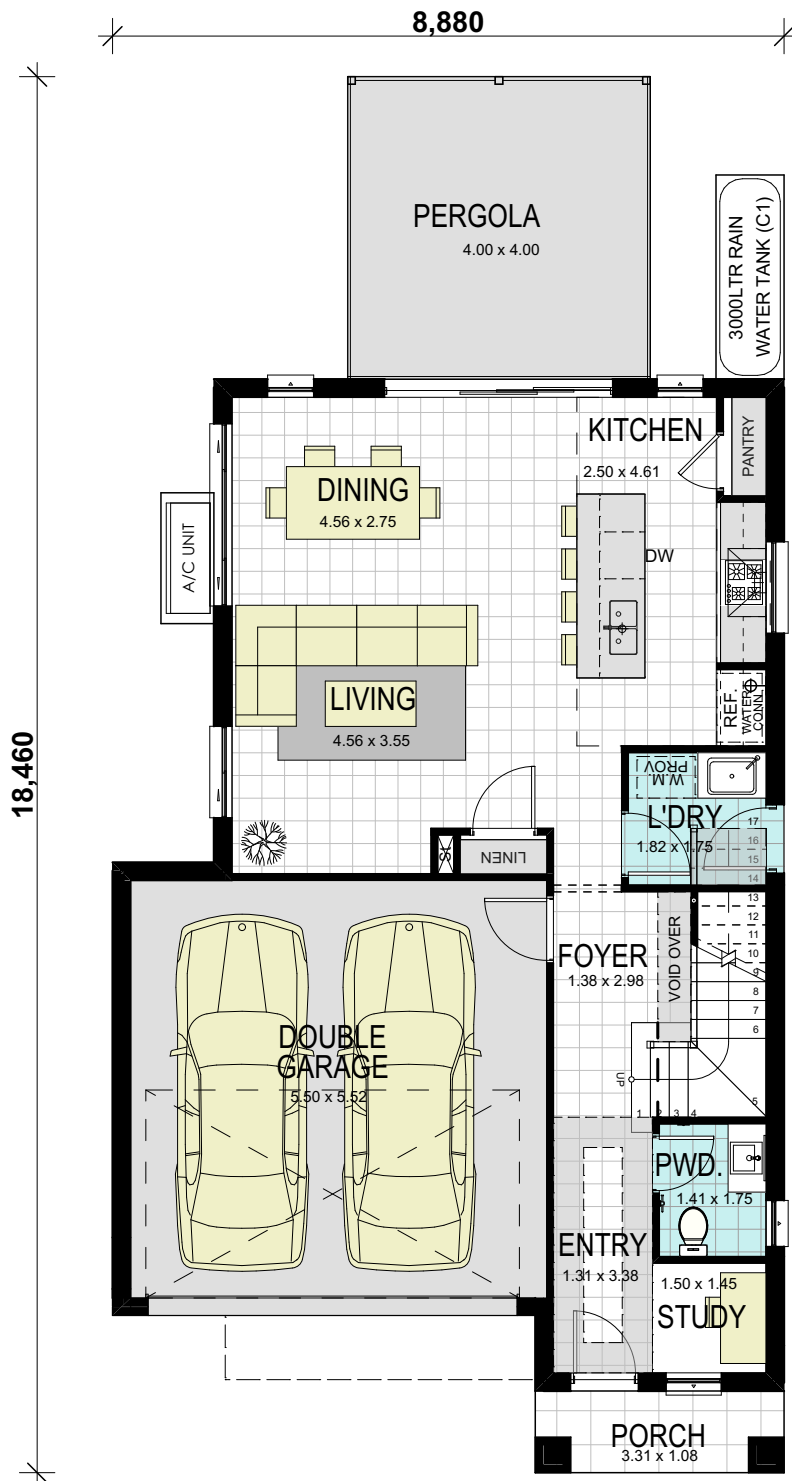 8,880
18,460
PERGOLA
4.00 x 4.00
3000LTR RAIN
WATER TANK (C1)
KITCHEN
2.50 x 4.61
PANTRY
DINING
4.56 x 2.75
A/C UNIT
DW
LIVING
4.56 x 3.55
REF.
WATER
CONN.
W.M.
PROV
L'DRY
1.82 x 1.75
17
16
15
14
LINEN
13
12
11
10
9
8
7
6
5
FOYER
1.38 x 2.98
VOID OVER
DOUBLE
GARAGE
5.50 x 5.52
UP
1 2 3 4
PWD.
1.41 x 1.75
ENTRY
1.31 x 3.38
1.50 x 1.45
STUDY
PORCH
3.31 x 1.08